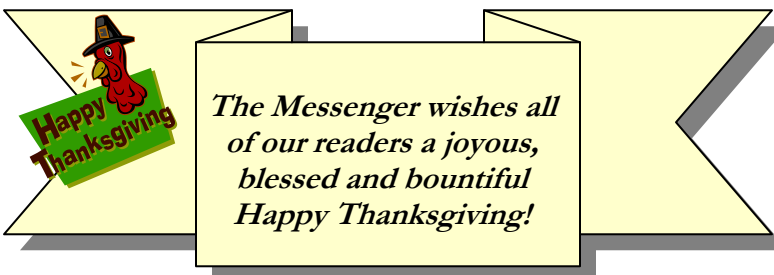 Happy
Thanksgiving
The Messenger wishes all
of our readers a joyous,
blessed and bountiful
Happy Thanksgiving!